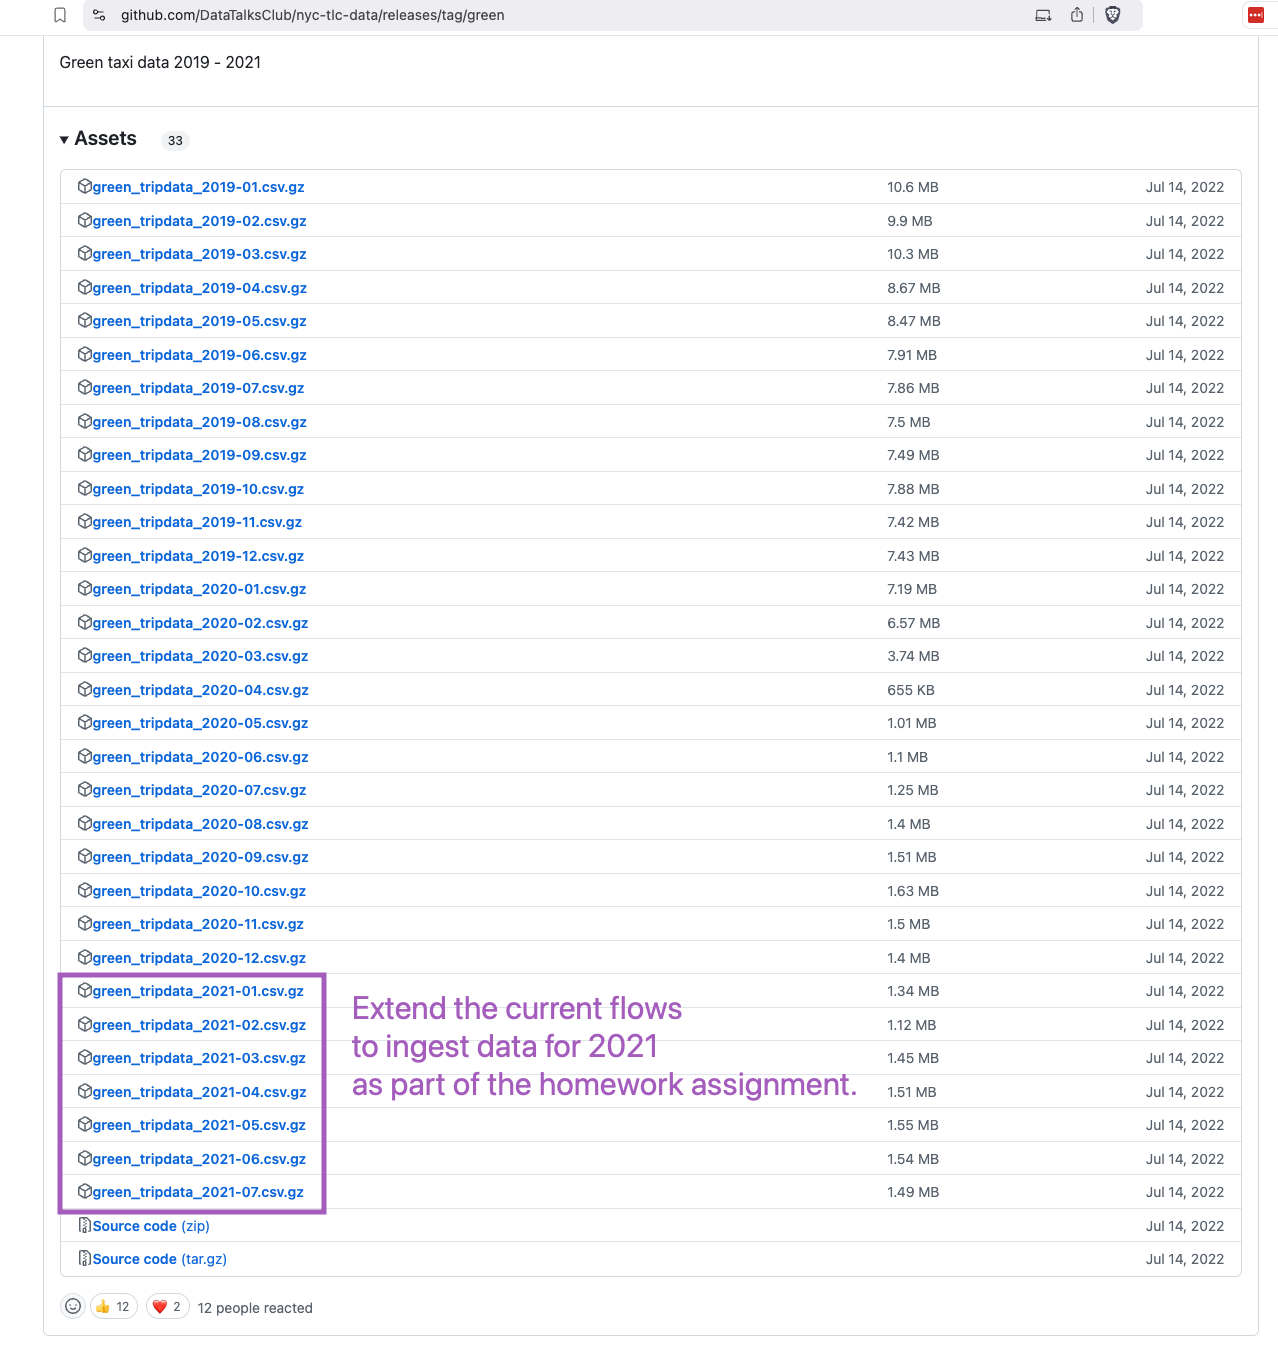 github.com/DataTalksClub/nyc-tlc-data/releases/tag/green
Green taxi data 2019 - 2021
Assets 33
green_tripdata_2019-01.csv.gz 10.6 MB Jul 14, 2022
green_tripdata_2019-02.csv.gz 9.9 MB Jul 14, 2022
green_tripdata_2019-03.csv.gz 10.3 MB Jul 14, 2022
green_tripdata_2019-04.csv.gz 8.67 MB Jul 14, 2022
green_tripdata_2019-05.csv.gz 8.47 MB Jul 14, 2022
green_tripdata_2019-06.csv.gz 7.91 MB Jul 14, 2022
green_tripdata_2019-07.csv.gz 7.86 MB Jul 14, 2022
green_tripdata_2019-08.csv.gz 7.5 MB Jul 14, 2022
green_tripdata_2019-09.csv.gz 7.49 MB Jul 14, 2022
green_tripdata_2019-10.csv.gz 7.88 MB Jul 14, 2022
green_tripdata_2019-11.csv.gz 7.42 MB Jul 14, 2022
green_tripdata_2019-12.csv.gz 7.43 MB Jul 14, 2022
green_tripdata_2020-01.csv.gz 7.19 MB Jul 14, 2022
green_tripdata_2020-02.csv.gz 6.57 MB Jul 14, 2022
green_tripdata_2020-03.csv.gz 3.74 MB Jul 14, 2022
green_tripdata_2020-04.csv.gz 655 KB Jul 14, 2022
green_tripdata_2020-05.csv.gz 1.01 MB Jul 14, 2022
green_tripdata_2020-06.csv.gz 1.1 MB Jul 14, 2022
green_tripdata_2020-07.csv.gz 1.25 MB Jul 14, 2022
green_tripdata_2020-08.csv.gz 1.4 MB Jul 14, 2022
green_tripdata_2020-09.csv.gz 1.51 MB Jul 14, 2022
green_tripdata_2020-10.csv.gz 1.63 MB Jul 14, 2022
green_tripdata_2020-11.csv.gz 1.5 MB Jul 14, 2022
green_tripdata_2020-12.csv.gz 1.4 MB Jul 14, 2022
green_tripdata_2021-01.csv.gz 1.34 MB Jul 14, 2022
green_tripdata_2021-02.csv.gz 1.12 MB Jul 14, 2022
green_tripdata_2021-03.csv.gz 1.45 MB Jul 14, 2022
green_tripdata_2021-04.csv.gz 1.51 MB Jul 14, 2022
green_tripdata_2021-05.csv.gz 1.55 MB Jul 14, 2022
green_tripdata_2021-06.csv.gz 1.54 MB Jul 14, 2022
green_tripdata_2021-07.csv.gz 1.49 MB Jul 14, 2022
Extend the current flows
to ingest data for 2021
as part of the homework assignment.
Source code (zip) Jul 14, 2022
Source code (tar.gz) Jul 14, 2022
12 2 12 people reacted